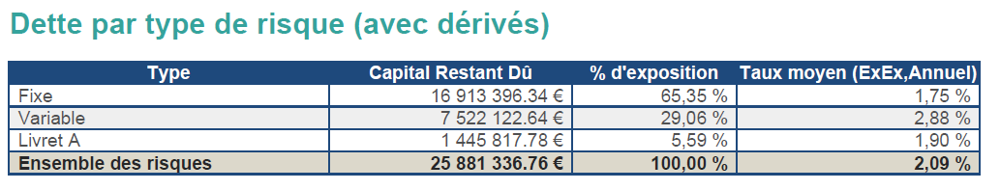 Dette par type de risque (avec dérivés)
Type Capital Restant Dû % d'exposition Taux moyen (ExEx,Annuel)
Fixe 16 913 396.34 € 65,35 % 1,75 %
Variable 7 522 122.64 € 29,06 % 2,88 %
Livret A 1 445 817.78 € 5,59 % 1,90 %
Ensemble des risques 25 881 336.76 € 100,00 % 2,09 %